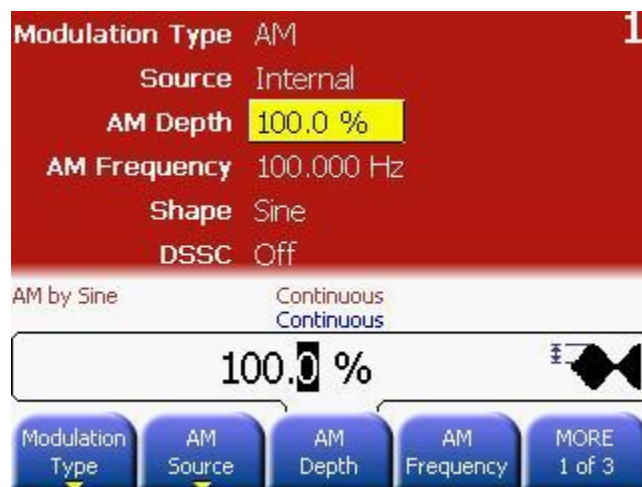 Modulation Type AM 1
Source Internal
AM Depth 100.0 %
AM Frequency 100.000 Hz
Shape Sine
DSSC Off
AM by Sine Continuous
Continuous
100.0 %
Modulation Type
AM Source
AM Depth
AM Frequency
MORE 1 of 3